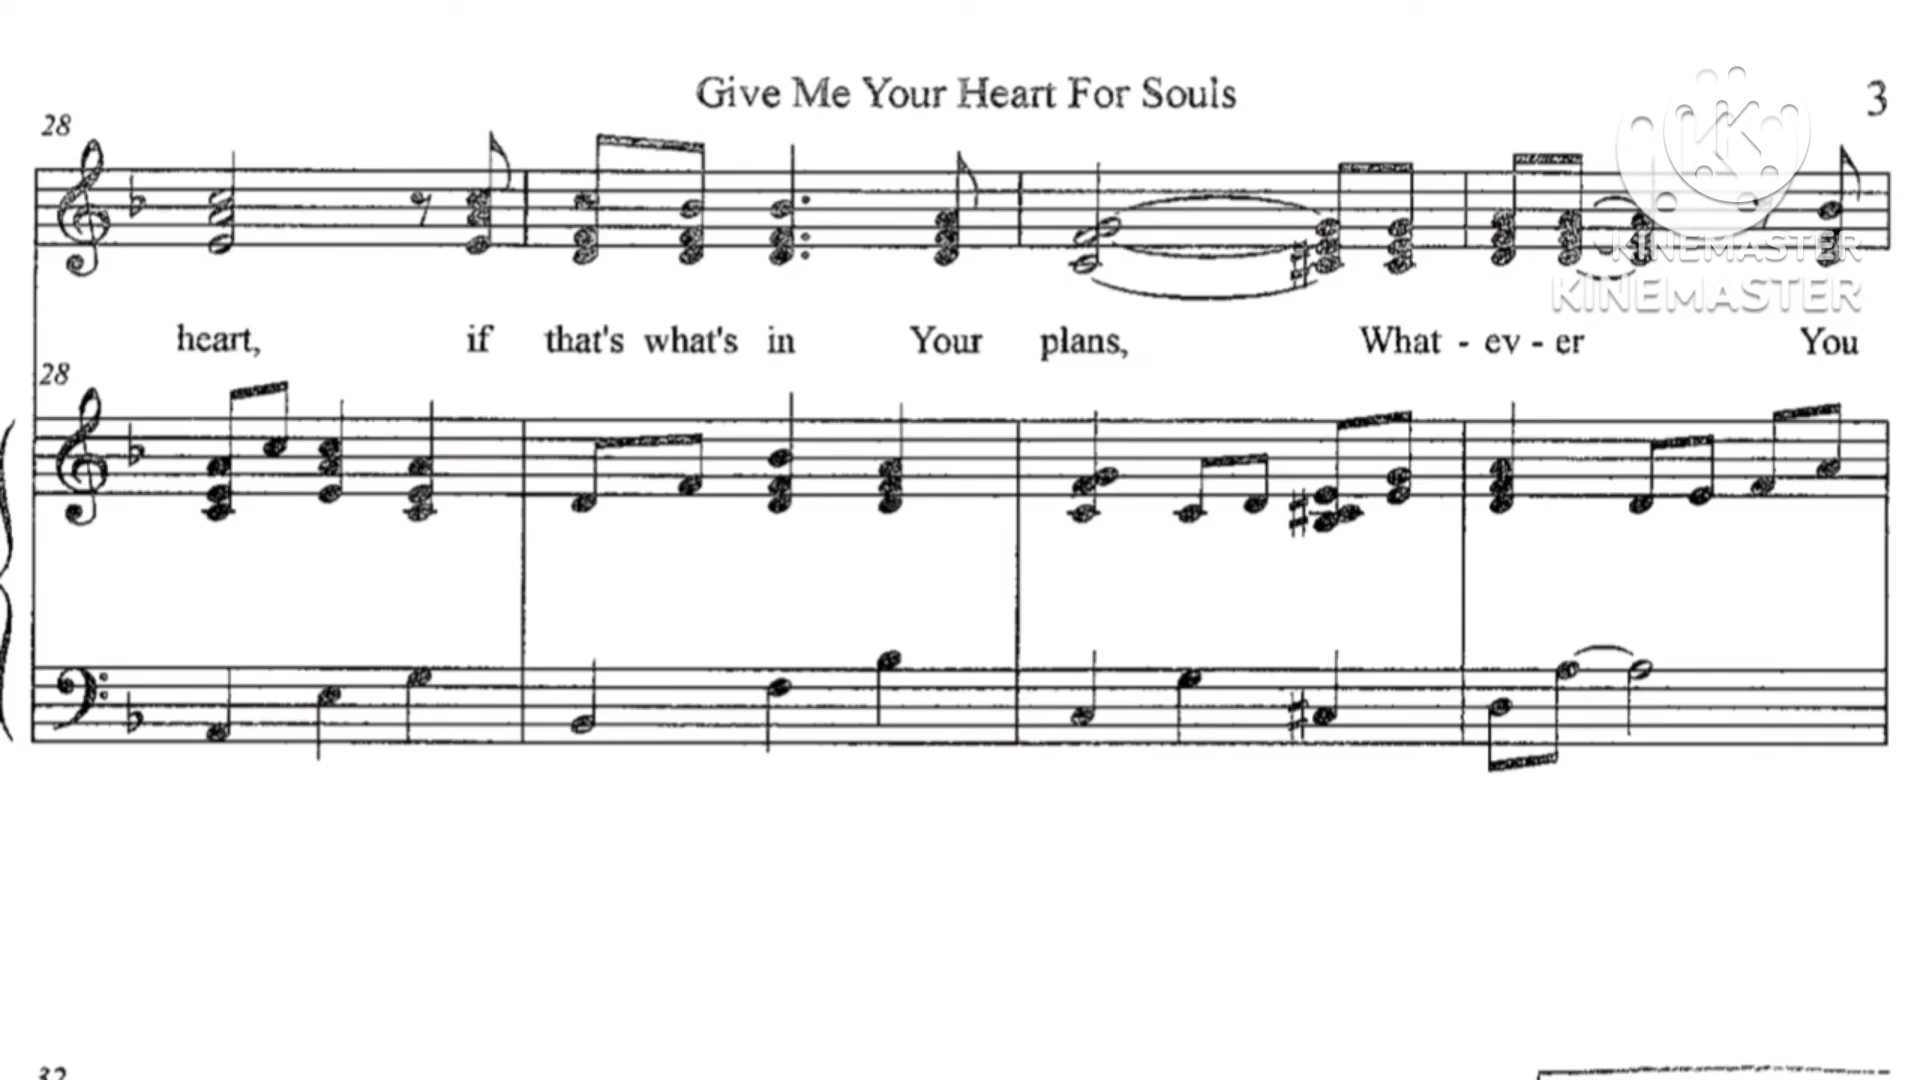 Give Me Your Heart For Souls
3
28
heart, if that's what's in Your plans, What - ev - er You
28
KINEMASTER
KINEMASTER
32